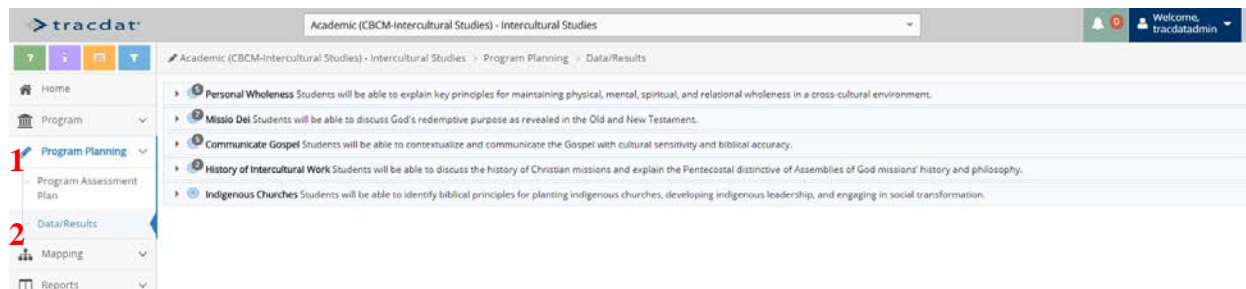 tracdat
Academic (CBCM-Intercultural Studies) - Intercultural Studies
0
Welcome,
tracdatadmin
?
i
Academic (CBCM-Intercultural Studies) - Intercultural Studies > Program Planning > Data/Results
Home
Program
1 Program Planning
Program Assessment
Plan
Data/Results
2
Mapping
Reports
5 Personal Wholeness Students will be able to explain key principles for maintaining physical, mental, spiritual, and relational wholeness in a cross-cultural environment.
Missio Dei Students will be able to discuss God's redemptive purpose as revealed in the Old and New Testament.
Communicate Gospel Students will be able to contextualize and communicate the Gospel with cultural sensitivity and biblical accuracy.
History of Intercultural Work Students will be able to discuss the history of Christian missions and explain the Pentecostal distinctive of Assemblies of God missions' history and philosophy.
Indigenous Churches Students will be able to identify biblical principles for planting indigenous churches, developing indigenous leadership, and engaging in social transformation.